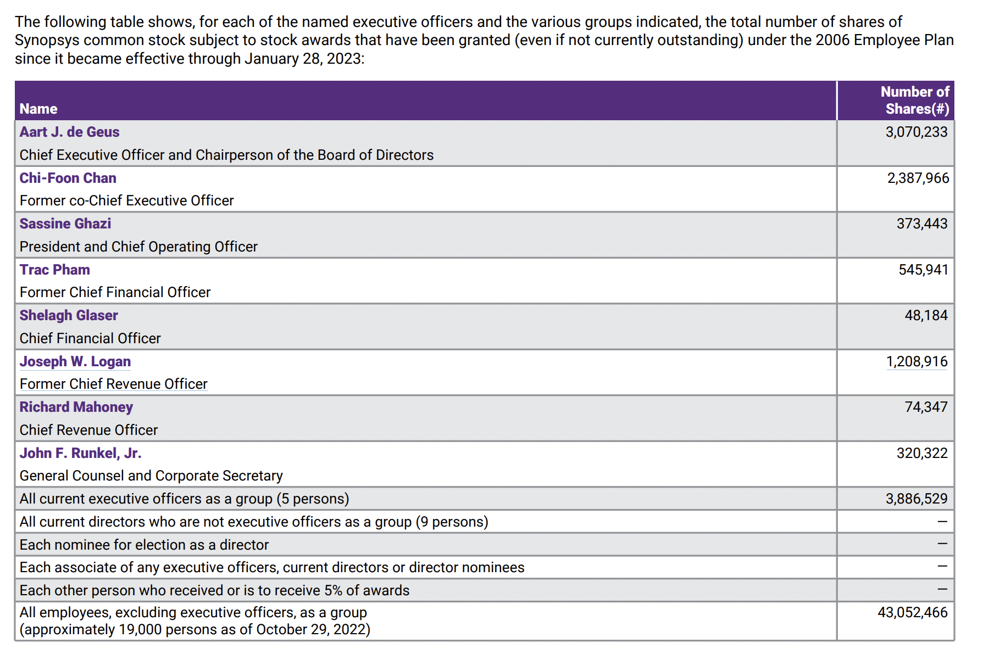 The following table shows, for each of the named executive officers and the various groups indicated, the total number of shares of
Synopsys common stock subject to stock awards that have been granted (even if not currently outstanding) under the 2006 Employee Plan
since it became effective through January 28, 2023:
Name
Number of
Shares(#)
Aart J. de Geus
3,070,233
Chief Executive Officer and Chairperson of the Board of Directors
Chi-Foon Chan
2,387,966
Former co-Chief Executive Officer
Sassine Ghazi
373,443
President and Chief Operating Officer
Trac Pham
545,941
Former Chief Financial Officer
Shelagh Glaser
48,184
Chief Financial Officer
Joseph W. Logan
1,208,916
Former Chief Revenue Officer
Richard Mahoney
74,347
Chief Revenue Officer
John F. Runkel, Jr.
320,322
General Counsel and Corporate Secretary
All current executive officers as a group (5 persons)
3,886,529
All current directors who are not executive officers as a group (9 persons)
—
Each nominee for election as a director
—
Each associate of any executive officers, current directors or director nominees
—
Each other person who received or is to receive 5% of awards
—
All employees, excluding executive officers, as a group
43,052,466
(approximately 19,000 persons as of October 29, 2022)